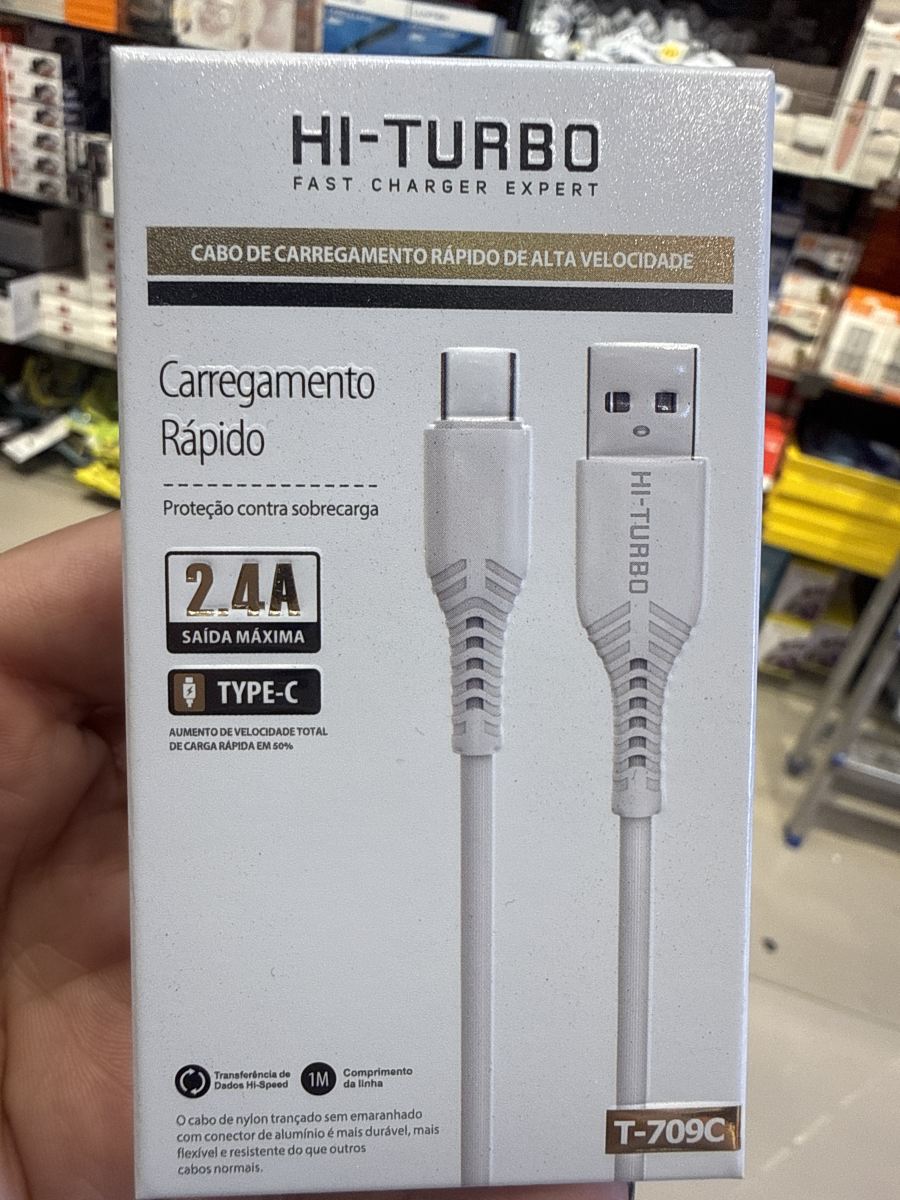 HI-TURBO
FAST CHARGER EXPERT
CABO DE CARREGAMENTO RÁPIDO DE ALTA VELOCIDADE
Carregamento
Rápido
Proteção contra sobrecarga
2.4A
SAÍDA MÁXIMA
TYPE-C
AUMENTO DE VELOCIDADE TOTAL
DE CARGA RÁPIDA EM 50%
HI-TURBO
Transferência de
Dados Hi-Speed
1M
Comprimento
da linha
O cabo de nylon trançado sem emaranhado
com conector de alumínio é mais durável, mais
flexível e resistente do que outros
cabos normais.
T-709C